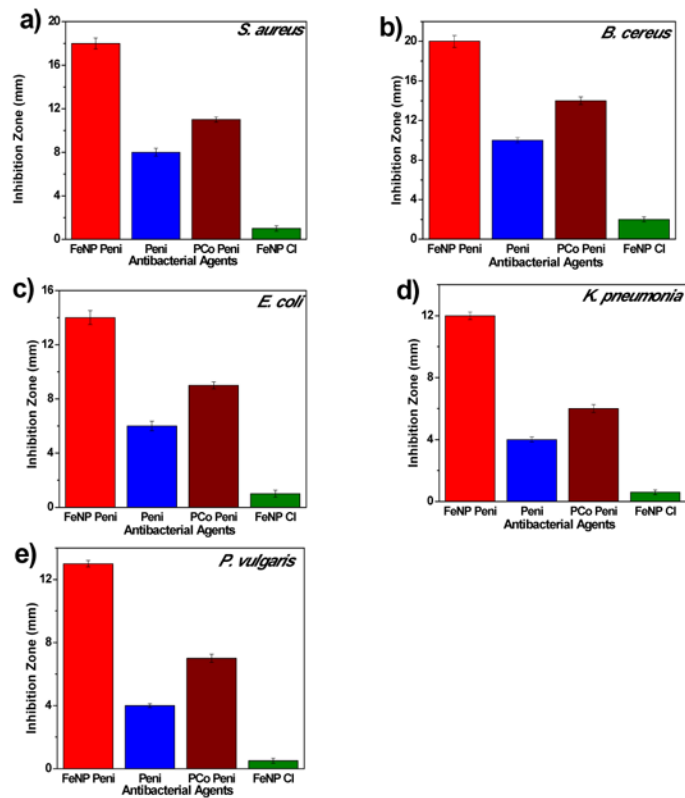 a)
S. aureus
20
16
12
8
4
0
Inhibition Zone (mm)
FeNP Peni Peni PCo Peni FeNP Cl
Antibacterial Agents
b)
B. cereus
20
16
12
8
4
0
Inhibition Zone (mm)
FeNP Peni Peni PCo Peni FeNP Cl
Antibacterial Agents
c)
E. coli
16
12
8
4
0
Inhibition Zone (mm)
FeNP Peni Peni PCo Peni FeNP Cl
Antibacterial Agents
d)
K. pneumonia
12
8
4
0
Inhibition Zone (mm)
FeNP Peni Peni PCo Peni FeNP Cl
Antibacterial Agents
e)
P. vulgaris
12
8
4
0
Inhibition Zone (mm)
FeNP Peni Peni PCo Peni FeNP Cl
Antibacterial Agents